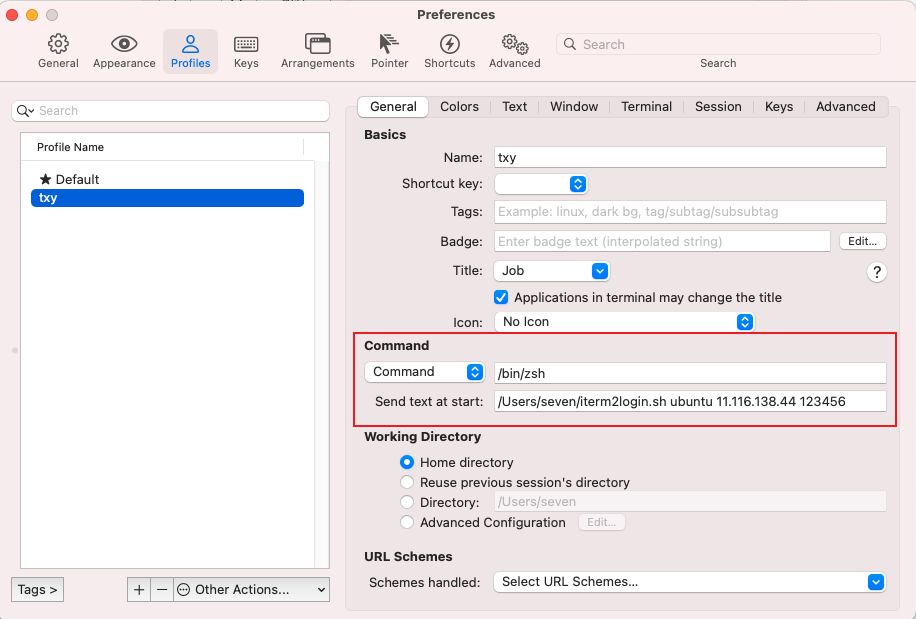 Preferences
General Appearance Profiles Keys Arrangements Pointer Shortcuts Advanced
Search
Search
Search
Profile Name
★ Default
txy
Tags >
+ − Other Actions...
General Colors Text Window Terminal Session Keys Advanced
Basics
Name: txy
Shortcut key:
Tags: Example: linux, dark bg, tag/subtag/subsubtag
Badge: Enter badge text (interpolated string) Edit...
Title: Job ?
Applications in terminal may change the title
Icon: No Icon
Command
Command /bin/zsh
Send text at start: /Users/seven/iterm2login.sh ubuntu 11.116.138.44 123456
Working Directory
Home directory
Reuse previous session's directory
Directory: /Users/seven
Advanced Configuration Edit...
URL Schemes
Schemes handled: Select URL Schemes...